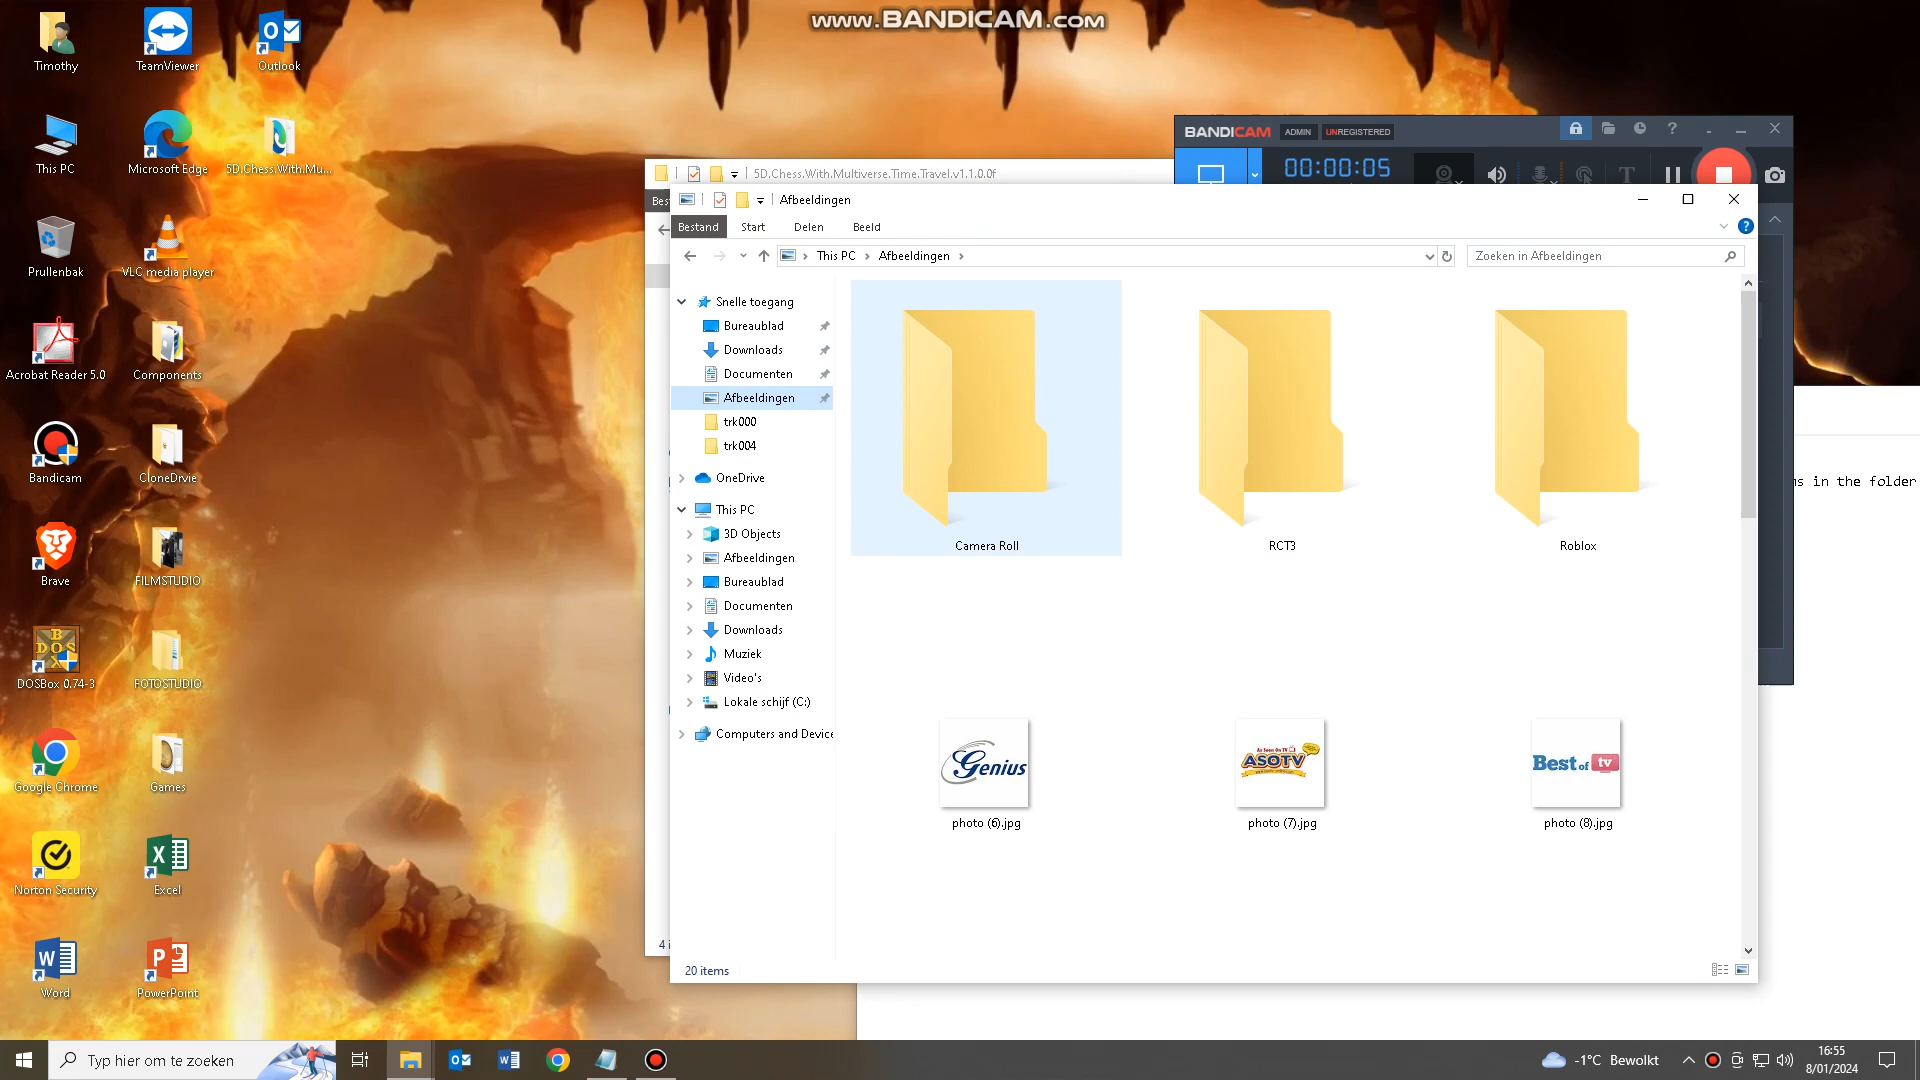 www.BANDICAM.com
Timothy
TeamViewer
Outlook
This PC
Microsoft Edge
5D.Chess.With.Mu...
Prullenbak
VLC media player
Acrobat Reader 5.0
Components
Bandicam
CloneDrvie
Brave
FILMSTUDIO
DOSBox 0.74-3
FOTOSTUDIO
Google Chrome
Games
Norton Security
Excel
Word
PowerPoint
BANDICAM ADMIN UNREGISTERED
00:00:05
5D.Chess.With.Multiverse.Time.Travel.v1.1.0.0f
Afbeeldingen
Bestand Start Delen Beeld
This PC Afbeeldingen
Zoeken in Afbeeldingen
Snelle toegang
Bureaublad
Downloads
Documenten
Afbeeldingen
trk000
trk004
OneDrive
This PC
3D Objects
Afbeeldingen
Bureaublad
Documenten
Downloads
Muziek
Video's
Lokale schijf (C:)
Computers and Device
Camera Roll
RCT3
Roblox
Genius
As Seen On TV
ASOTV
Best of tv
photo (6).jpg
photo (7).jpg
photo (8).jpg
20 items
in the folder
Typ hier om te zoeken
-1°C Bewolkt
16:55
8/01/2024